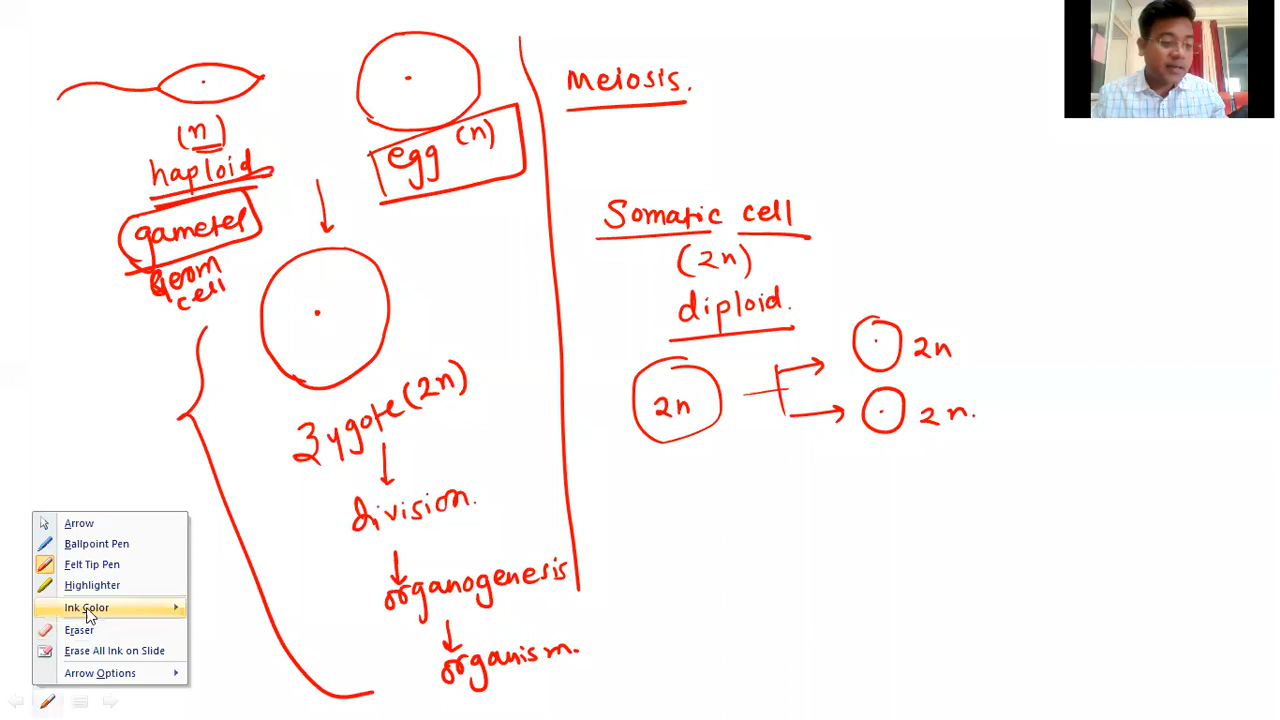 (n)
haploid
gametes
Germ
cell
egg (n)
Zygote (2n)
division.
organogenesis
organism.
Meiosis.
Somatic cell
(2n)
diploid.
2n
2n
2n.
Arrow
Ballpoint Pen
Felt Tip Pen
Highlighter
Ink Color
Eraser
Erase All Ink on Slide
Arrow Options